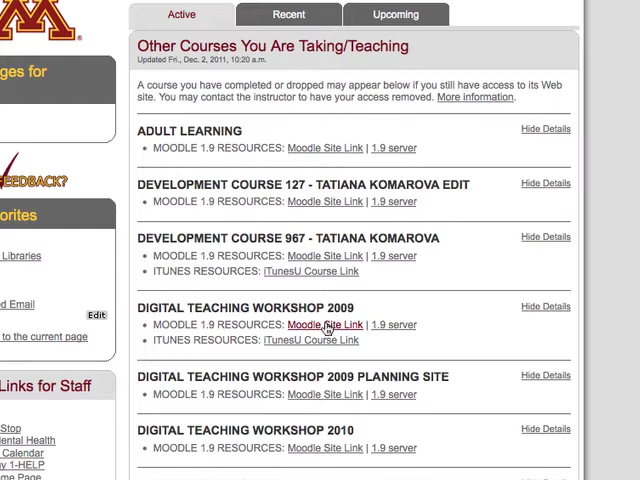 Active
Recent
Upcoming
M
Other Courses You Are Taking/Teaching
Updated Fri., Dec. 2, 2011, 10:20 a.m.
A course you have completed or dropped may appear below if you still have access to its Web
site. You may contact the instructor to have your access removed. More information.
ADULT LEARNING
Hide Details
• MOODLE 1.9 RESOURCES: Moodle Site Link | 1.9 server
DEVELOPMENT COURSE 127 - TATIANA KOMAROVA EDIT
Hide Details
• MOODLE 1.9 RESOURCES: Moodle Site Link | 1.9 server
DEVELOPMENT COURSE 967 - TATIANA KOMAROVA
Hide Details
• MOODLE 1.9 RESOURCES: Moodle Site Link | 1.9 server
• ITUNES RESOURCES: iTunesU Course Link
DIGITAL TEACHING WORKSHOP 2009
Hide Details
• MOODLE 1.9 RESOURCES: Moodle Site Link | 1.9 server
• ITUNES RESOURCES: iTunesU Course Link
DIGITAL TEACHING WORKSHOP 2009 PLANNING SITE
Hide Details
• MOODLE 1.9 RESOURCES: Moodle Site Link | 1.9 server
DIGITAL TEACHING WORKSHOP 2010
Hide Details
• MOODLE 1.9 RESOURCES: Moodle Site Link | 1.9 server
ges for
FEEDBACK?
orites
Libraries
ed Email
Edit
to the current page
Links for Staff
Stop
ental Health
Calendar
y 1-HELP
me Page